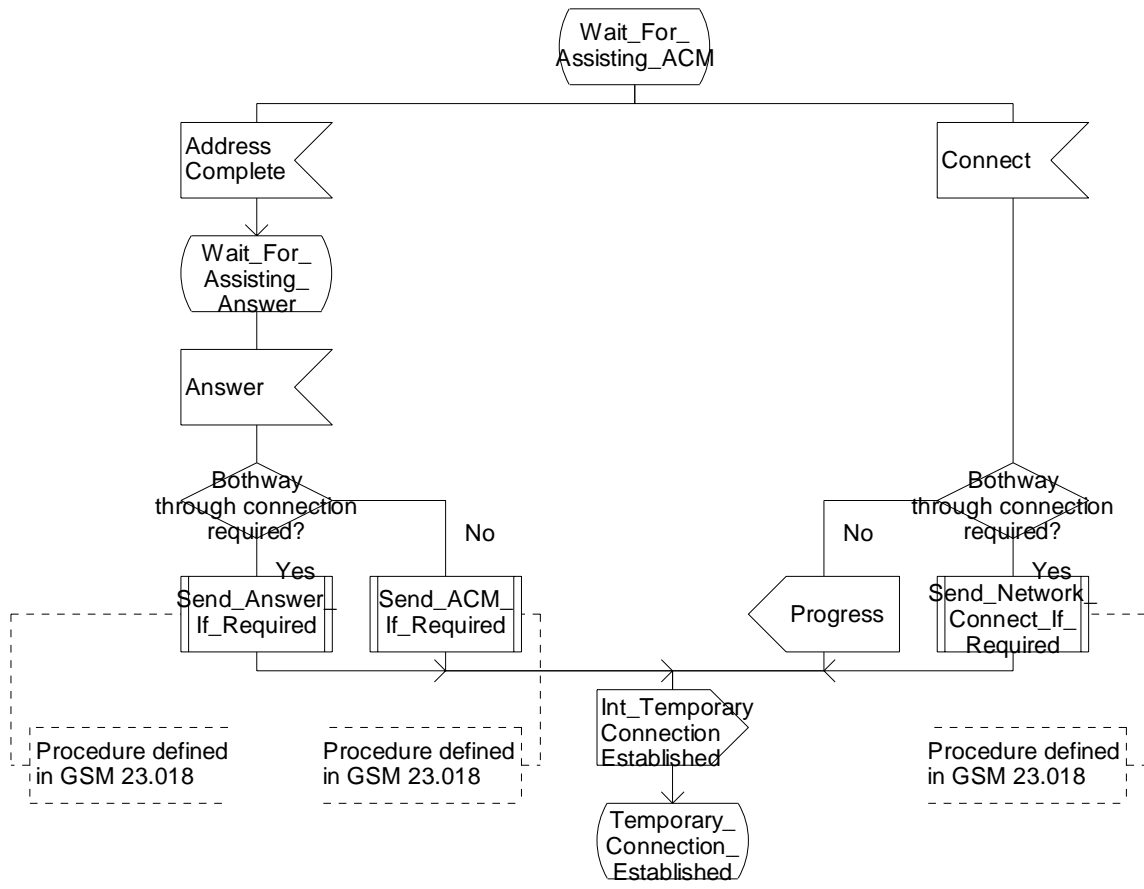 Wait_For_
Assisting_ACM
Address
Complete
Connect
Wait_For_
Assisting_
Answer
Answer
Bothway
through connection
required?
No
Yes
Bothway
through connection
required?
No
Yes
Send_Answer_
If_Required
Send_ACM_
If_Required
Progress
Send_Network_
Connect_If_
Required
Int_Temporary
Connection
Established
Procedure defined
in GSM 23.018
Procedure defined
in GSM 23.018
Procedure defined
in GSM 23.018
Temporary_
Connection_
Established